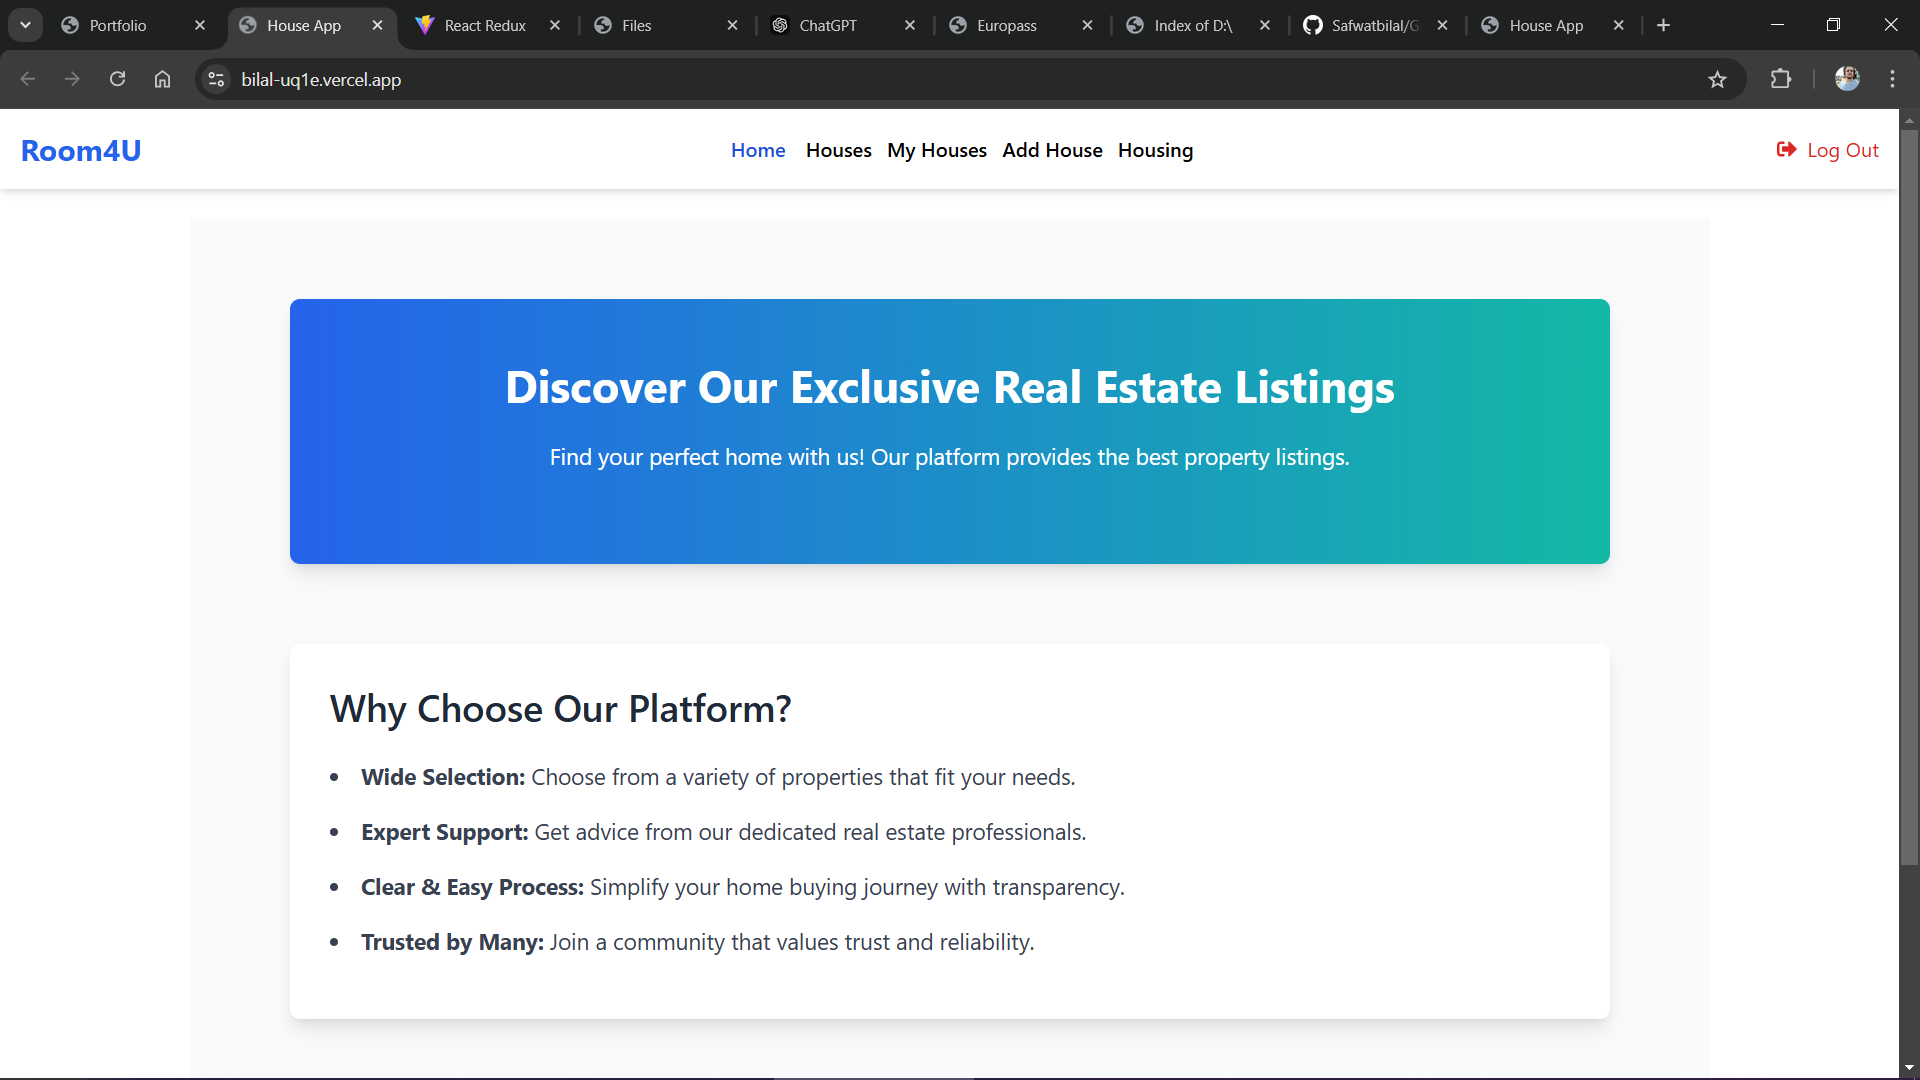 Portfolio
House App
React Redux
Files
ChatGPT
Europass
Index of D:\
Safwatbilal/G
House App
bilal-uq1e.vercel.app
Room4U
Home Houses My Houses Add House Housing
Log Out
Discover Our Exclusive Real Estate Listings
Find your perfect home with us! Our platform provides the best property listings.
Why Choose Our Platform?
• Wide Selection: Choose from a variety of properties that fit your needs.
• Expert Support: Get advice from our dedicated real estate professionals.
• Clear & Easy Process: Simplify your home buying journey with transparency.
• Trusted by Many: Join a community that values trust and reliability.